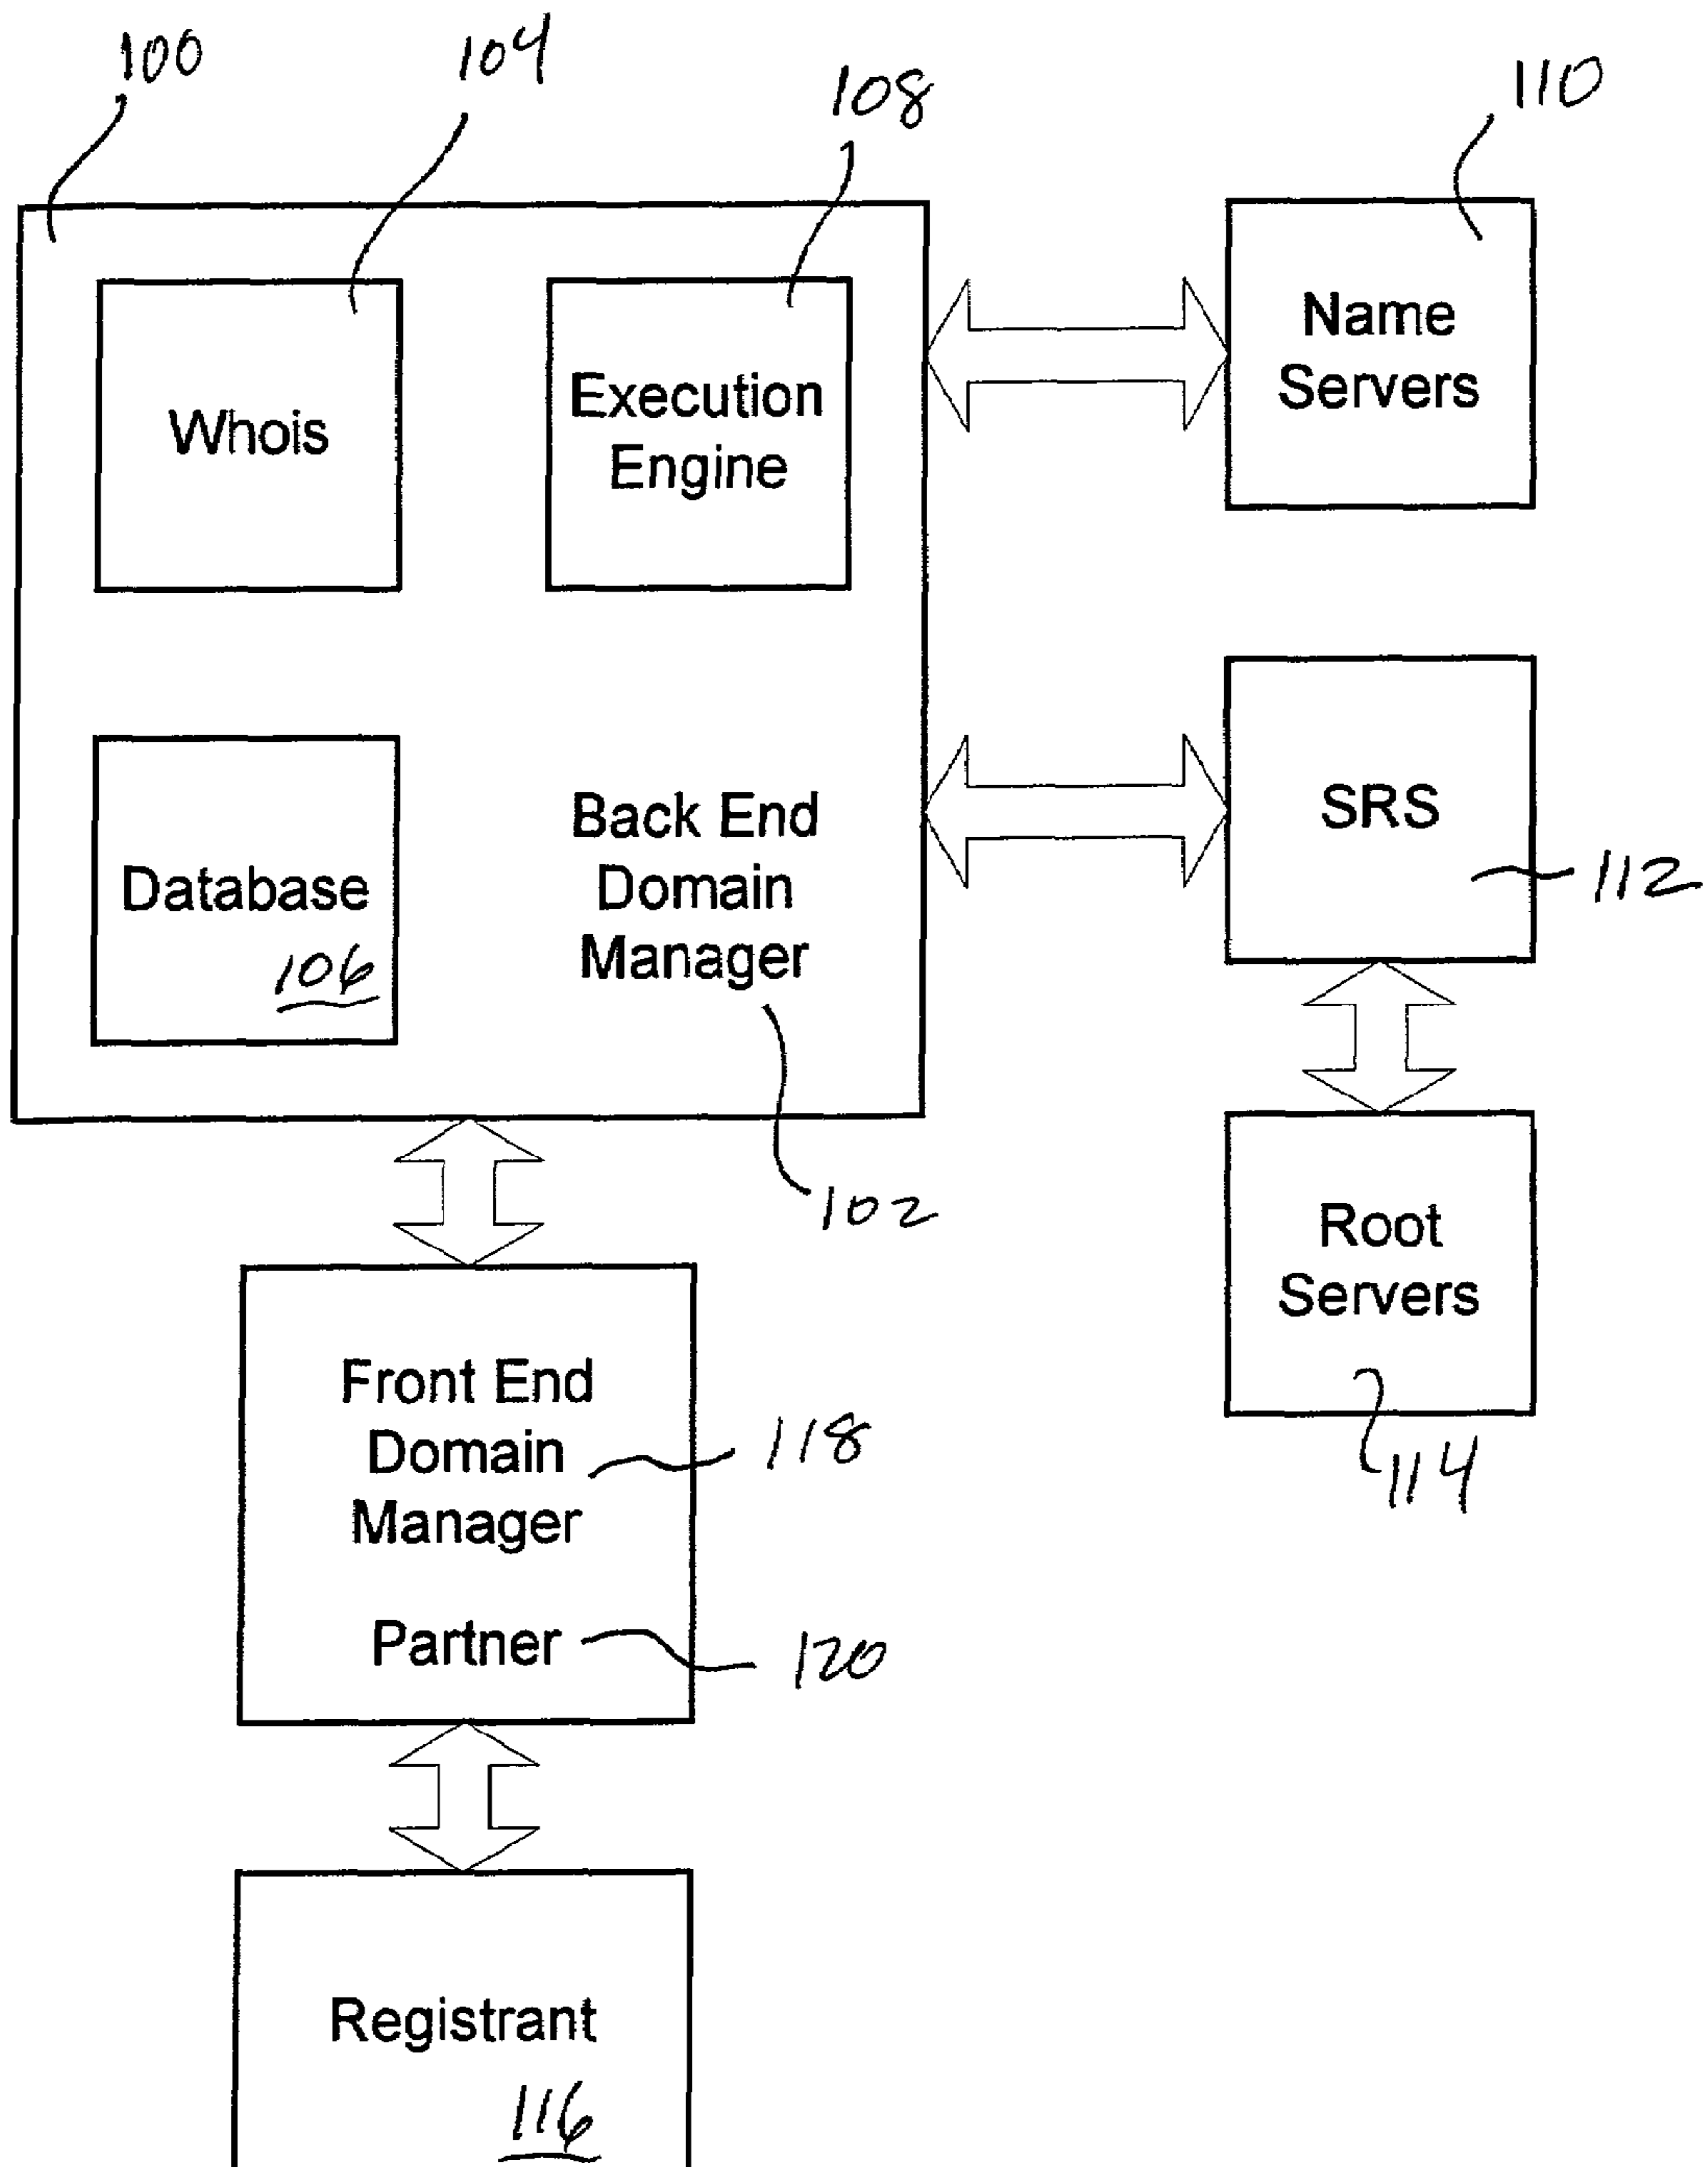 100
104
108
110
Whois
Execution
Engine
Name
Servers
Database
106
Back End
Domain
Manager
102
SRS
112
Root
Servers
114
Front End
Domain
Manager
118
Partner
120
Registrant
116